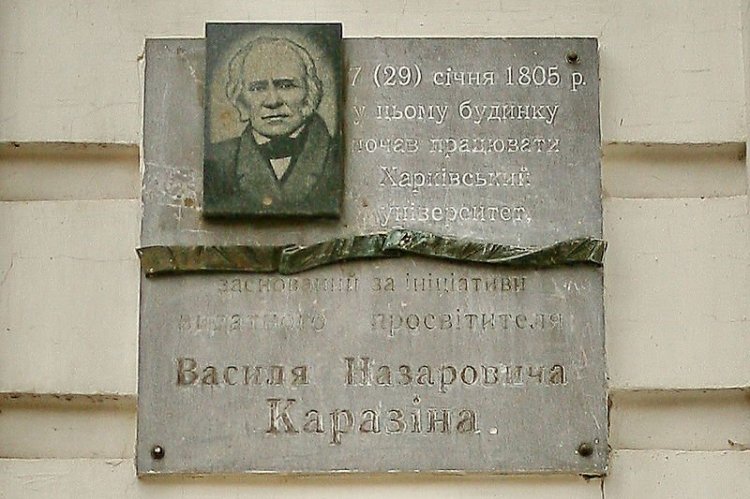 7 (29) січня 1805 р.
у цьому будинку
почав працювати
Харківський
університет,
заснований за ініціативи
видатного просвітителя
Василя Назаровича
Каразіна.